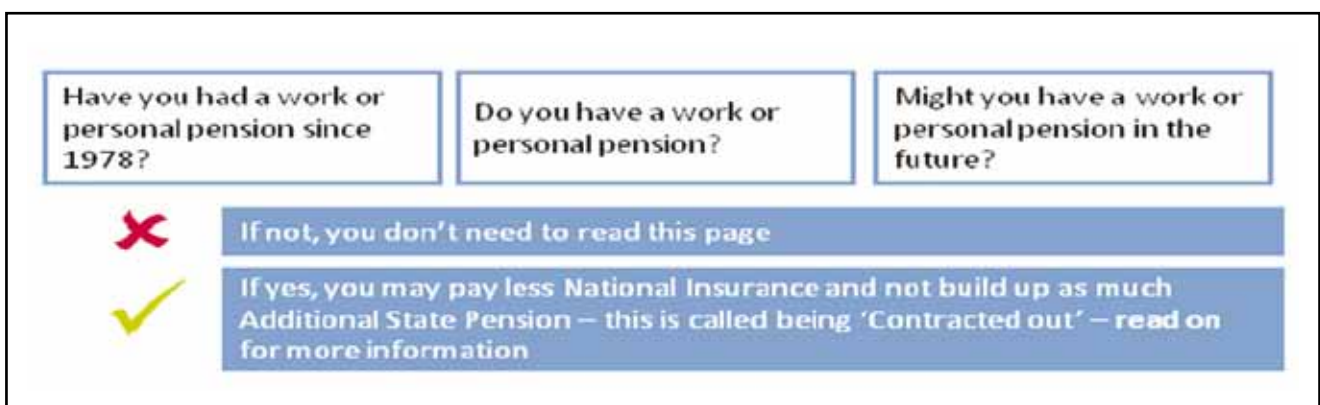 Have you had a work or
personal pension since
1978?
Do you have a work or
personal pension?
Might you have a work or
personal pension in the
future?
If not, you don't need to read this page
If yes, you may pay less National Insurance and not build up as much
Additional State Pension – this is called being 'Contracted out' – read on
for more information